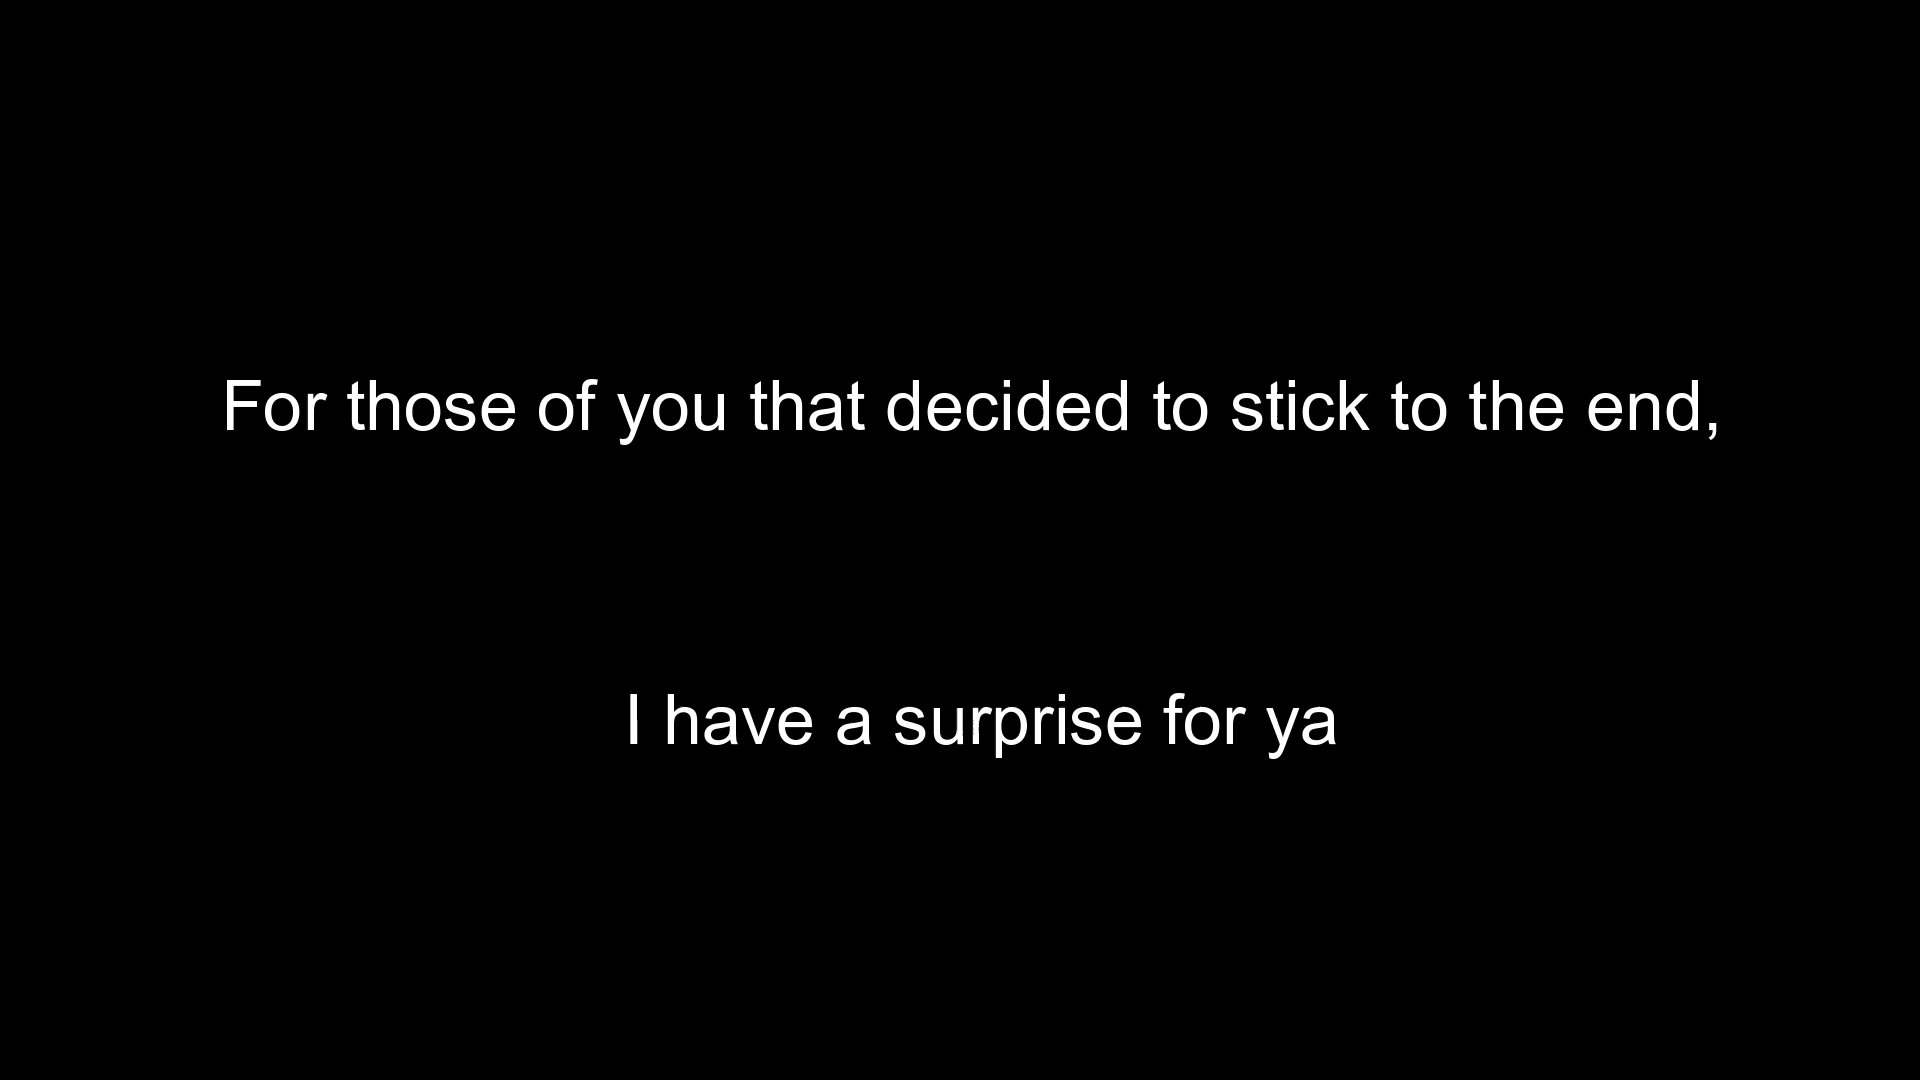 For those of you that decided to stick to the end,
I have a surprise for ya